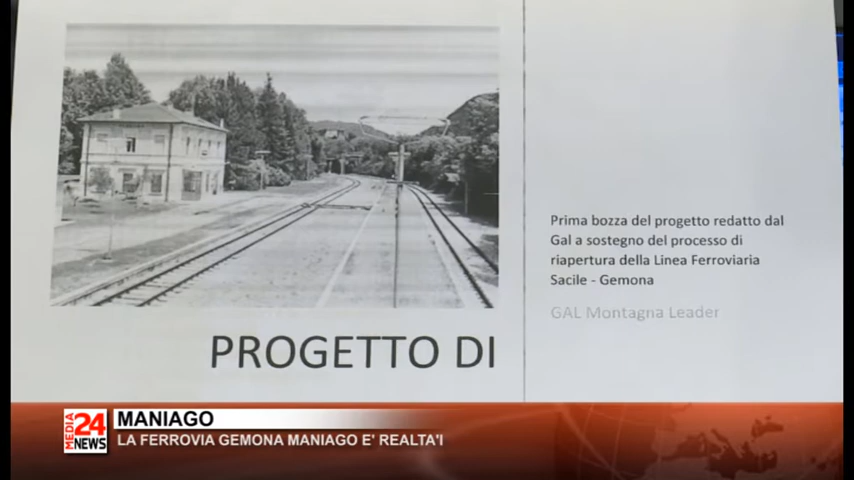 Prima bozza del progetto redatto dal
Gal a sostegno del processo di
riapertura della Linea Ferroviaria
Sacile - Gemona
GAL Montagna Leader
PROGETTO DI
MEDIA 24 NEWS
MANIAGO
LA FERROVIA GEMONA MANIAGO E' REALTA'I